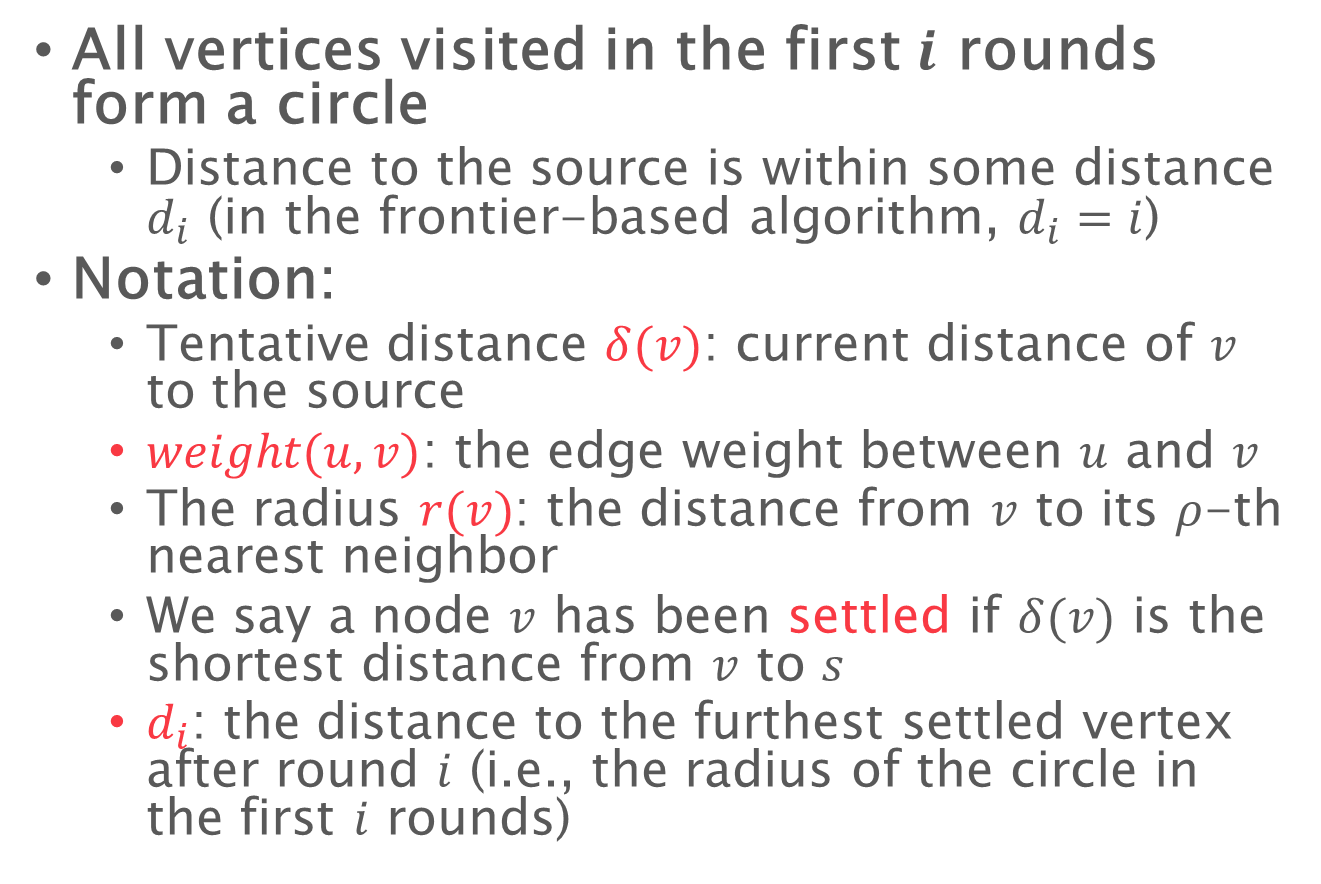 • All vertices visited in the first i rounds
form a circle
• Distance to the source is within some distance
dᵢ (in the frontier-based algorithm, dᵢ = i)
• Notation:
• Tentative distance δ(v): current distance of v
to the source
• weight(u, v): the edge weight between u and v
• The radius r(v): the distance from v to its ρ-th
nearest neighbor
• We say a node v has been settled if δ(v) is the
shortest distance from v to s
• dᵢ: the distance to the furthest settled vertex
after round i (i.e., the radius of the circle in
the first i rounds)